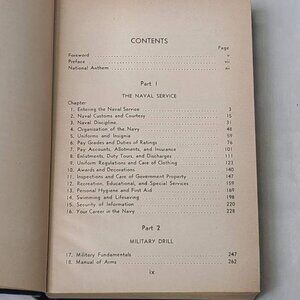 CONTENTS
Page
Foreword v
Preface vii
National Anthem xi
Part 1
THE NAVAL SERVICE
Chapter
1. Entering the Naval Service 3
2. Naval Customs and Courtesy 15
3. Naval Discipline 31
4. Organization of the Navy 48
5. Uniforms and Insignia 59
6. Pay Grades and Duties of Ratings 76
7. Pay Accounts, Allotments, and Insurance 101
8. Enlistments, Duty Tours, and Discharges 111
9. Uniform Regulations and Care of Clothing 123
10. Awards and Decorations 140
11. Inspections and Care of Government Property 147
12. Recreation, Educational, and Special Services 159
13. Personal Hygiene and First Aid 169
14. Swimming and Lifesaving 198
15. Security of Information 220
16. Your Career in the Navy 228
Part 2
MILITARY DRILL
17. Military Fundamentals 247
18. Manual of Arms 262
ix